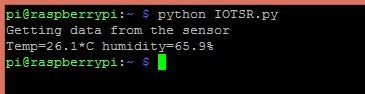 pi@raspberrypi:~ $ python IOTSR.py
Getting data from the sensor
Temp=26.1*C humidity=65.9%
pi@raspberrypi:~ $